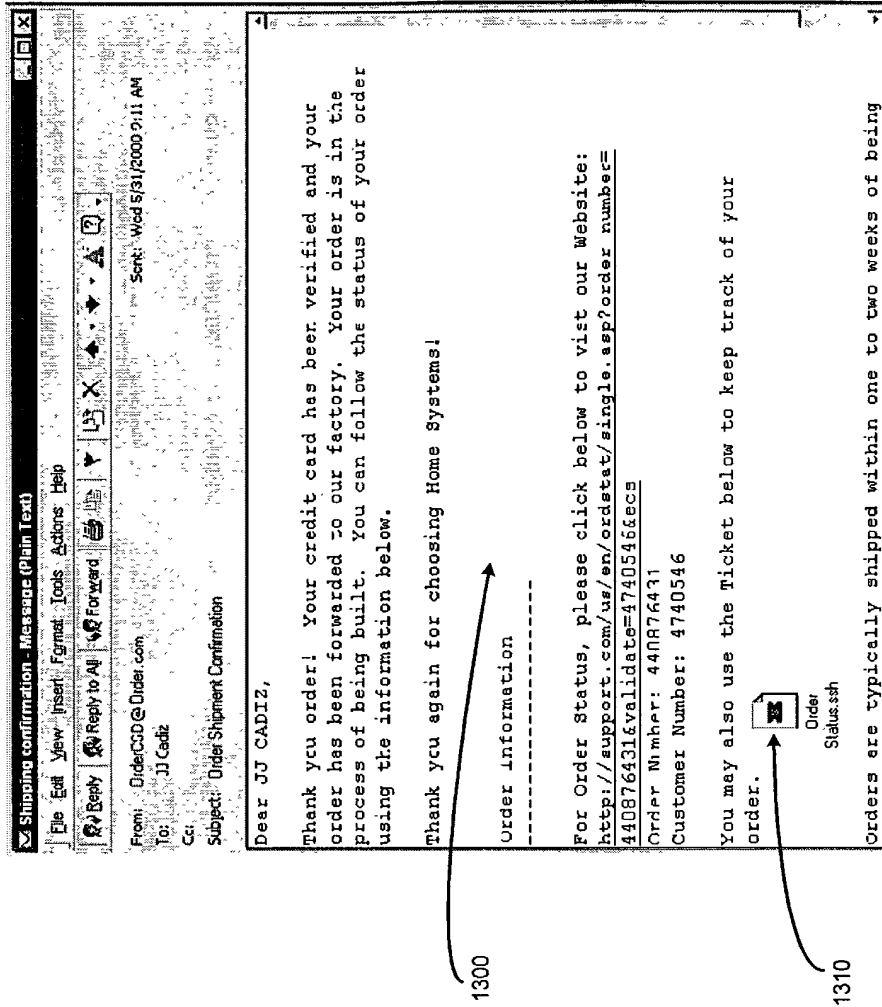 Shipping confirmation - Message (Plain Text)
File Edit View Insert Format Tools Actions Help
Reply Reply to All Forward
From: OrderCSD@Order.com Sent: Wed 5/31/2000 9:11 AM
To: JJ Cadiz
Cc:
Subject: Order Shipment Confirmation
Dear JJ CADIZ,
Thank you order! Your credit card has been verified and your
order has been forwarded to our factory. Your order is in the
process of being built. You can follow the status of your order
using the information below.
Thank you again for choosing Home Systems!
Order Information
-----------------
For Order Status, please click below to vist our Website:
http://support.com/us/en/ordstat/single.asp?order number=
440876431&validate=4740546&ecs
Order Number: 440876431
Customer Number: 4740546
You may also use the Ticket below to keep track of your
order.
Order
Status.ssh
Orders are typically shipped within one to two weeks of being
1300
1310